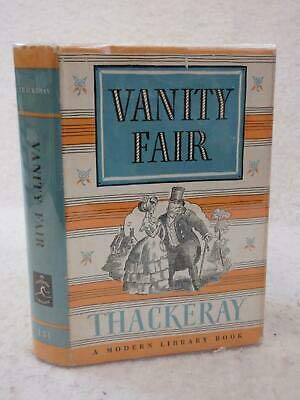 THACKERAY
VANITY FAIR
VANITY
FAIR
THACKERAY
A MODERN LIBRARY BOOK